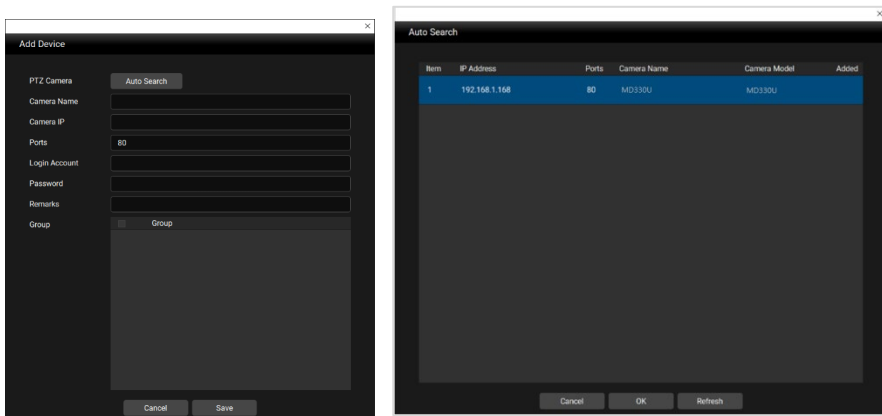 Add Device
PTZ Camera Auto Search
Camera Name
Camera IP
Ports 80
Login Account
Password
Remarks
Group Group
Cancel Save
Auto Search
Item IP Address Ports Camera Name Camera Model Added
1 192.168.1.168 80 MD330U MD330U
Cancel OK Refresh